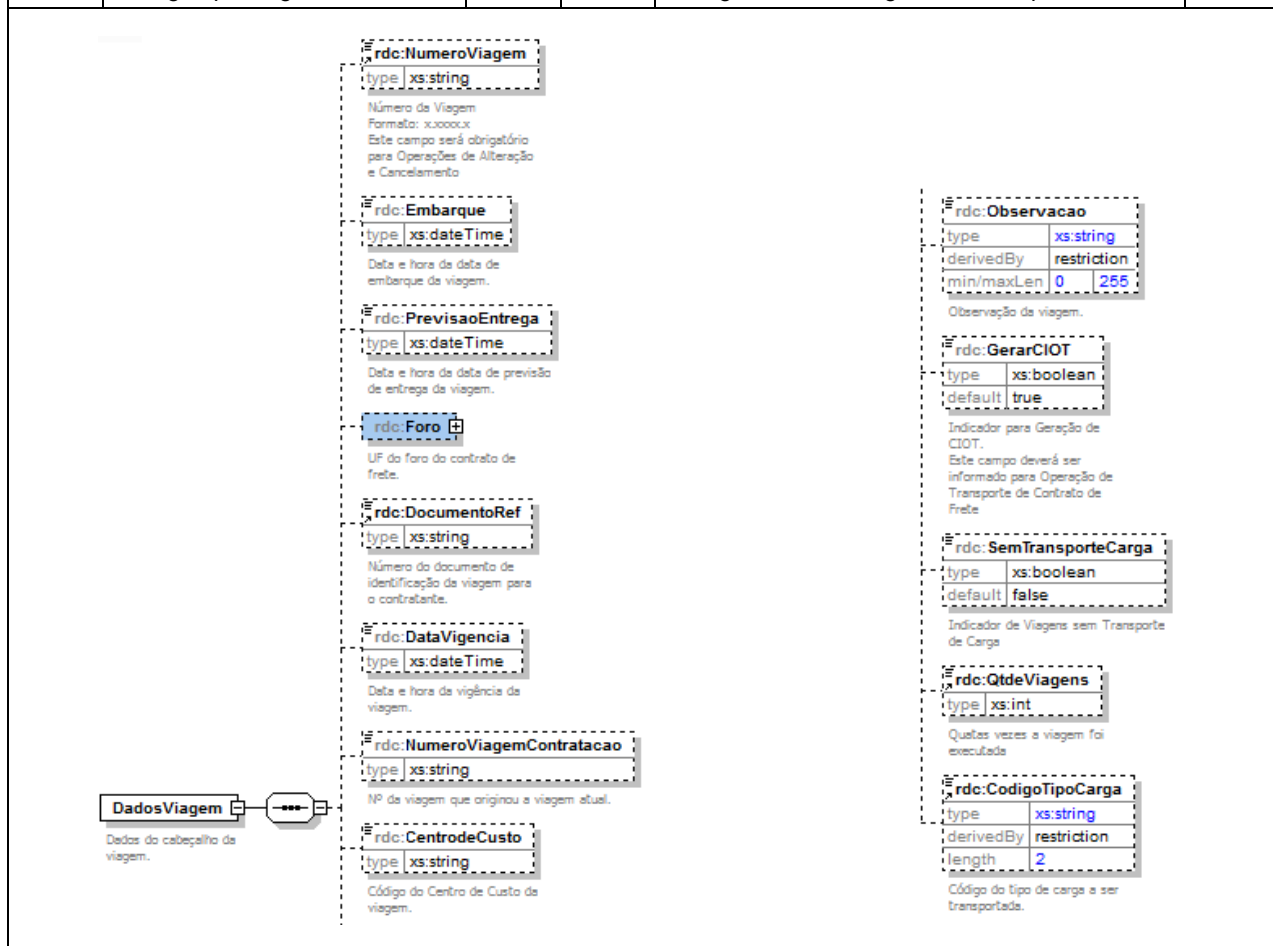 rdc:NumeroViagem
type xs:string
Número da Viagem
Formato: x.xxxx.x
Este campo será obrigatório
para Operações de Alteração
e Cancelamento
rdc:Embarque
type xs:dateTime
Data e hora da data de
embarque da viagem.
rdc:PrevisaoEntrega
type xs:dateTime
Data e hora da data de previsão
de entrega da viagem.
rdc:Foro
UF do foro do contrato de
frete.
rdc:DocumentoRef
type xs:string
Número do documento de
identificação da viagem para
o contratante.
rdc:DataVigencia
type xs:dateTime
Data e hora da vigência da
viagem.
rdc:NumeroViagemContratacao
type xs:string
Nº da viagem que originou a viagem atual.
DadosViagem
Dados do cabeçalho da
viagem.
rdc:CentrodeCusto
type xs:string
Código do Centro de Custo da
viagem.
rdc:Observacao
type xs:string
derivedBy restriction
min/maxLen 0 255
Observação da viagem.
rdc:GerarCIOT
type xs:boolean
default true
Indicador para Geração de
CIOT.
Este campo deverá ser
informado para Operação de
Transporte de Contrato de
Frete
rdc:SemTransporteCarga
type xs:boolean
default false
Indicador de Viagens sem Transporte
de Carga
rdc:QtdeViagens
type xs:int
Quatas vezes a viagem foi
executada
rdc:CodigoTipoCarga
type xs:string
derivedBy restriction
length 2
Código do tipo de carga a ser
transportada.